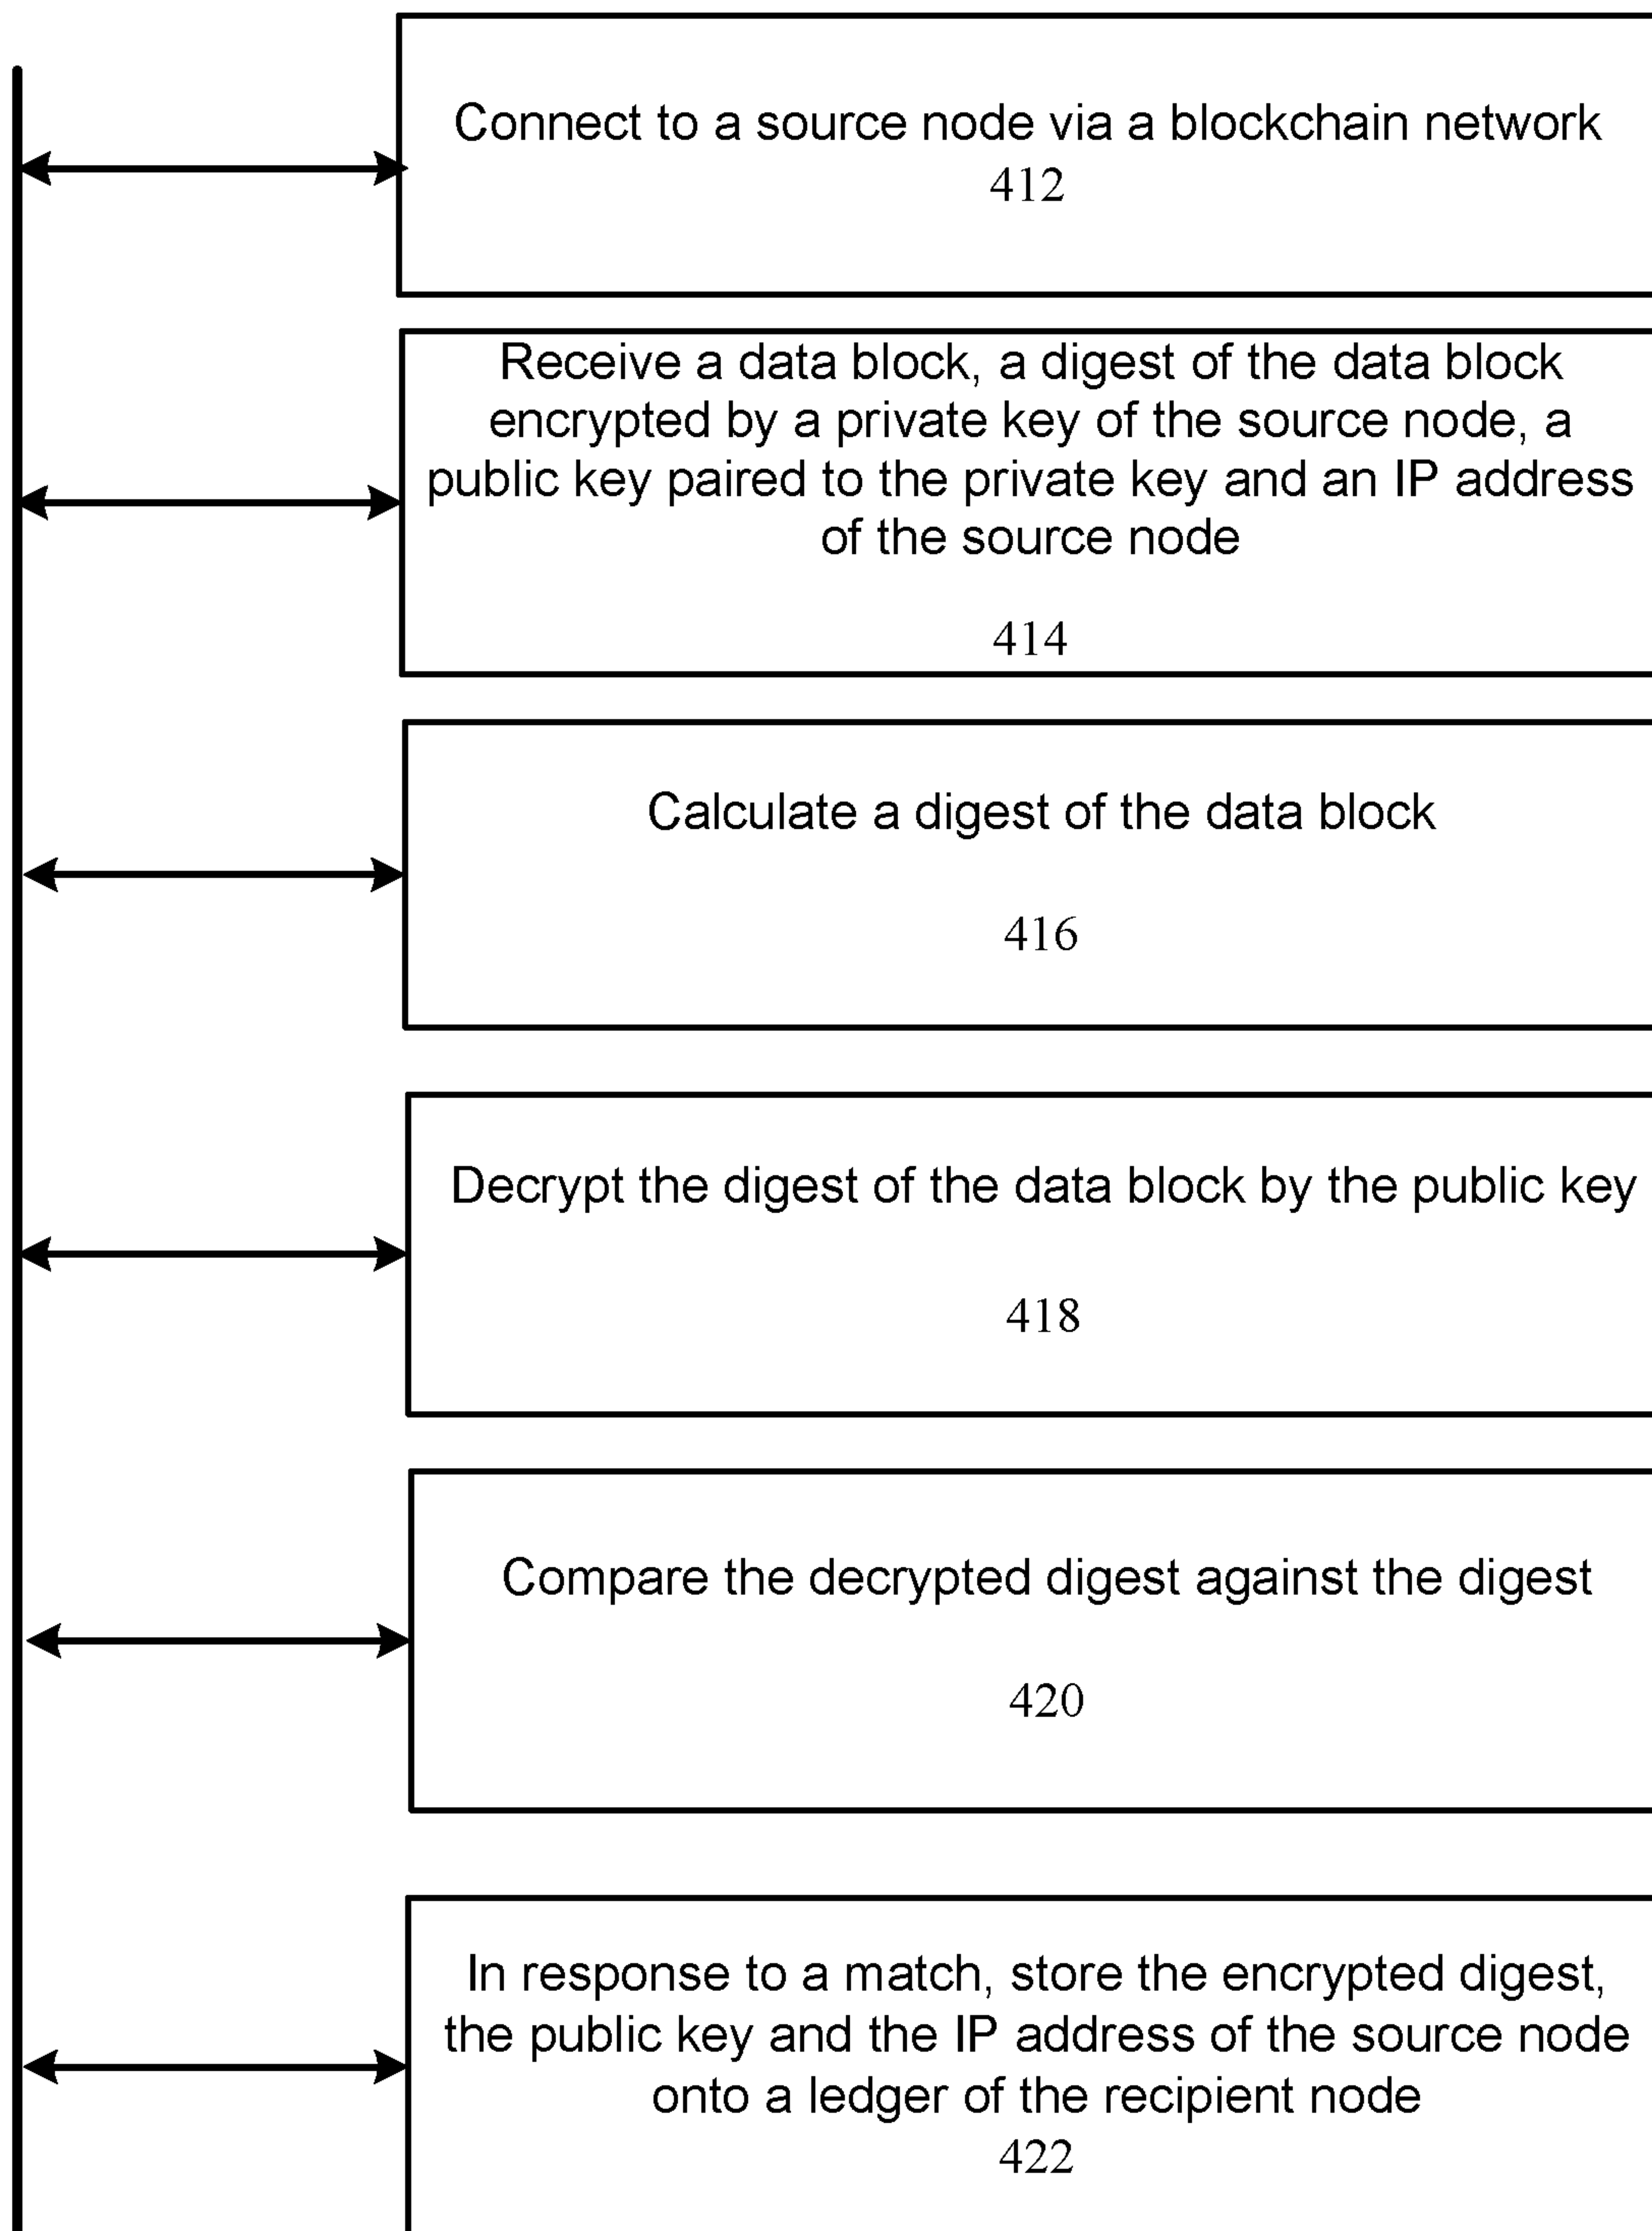 Connect to a source node via a blockchain network
412
Receive a data block, a digest of the data block
encrypted by a private key of the source node, a
public key paired to the private key and an IP address
of the source node
414
Calculate a digest of the data block
416
Decrypt the digest of the data block by the public key
418
Compare the decrypted digest against the digest
420
In response to a match, store the encrypted digest,
the public key and the IP address of the source node
onto a ledger of the recipient node
422